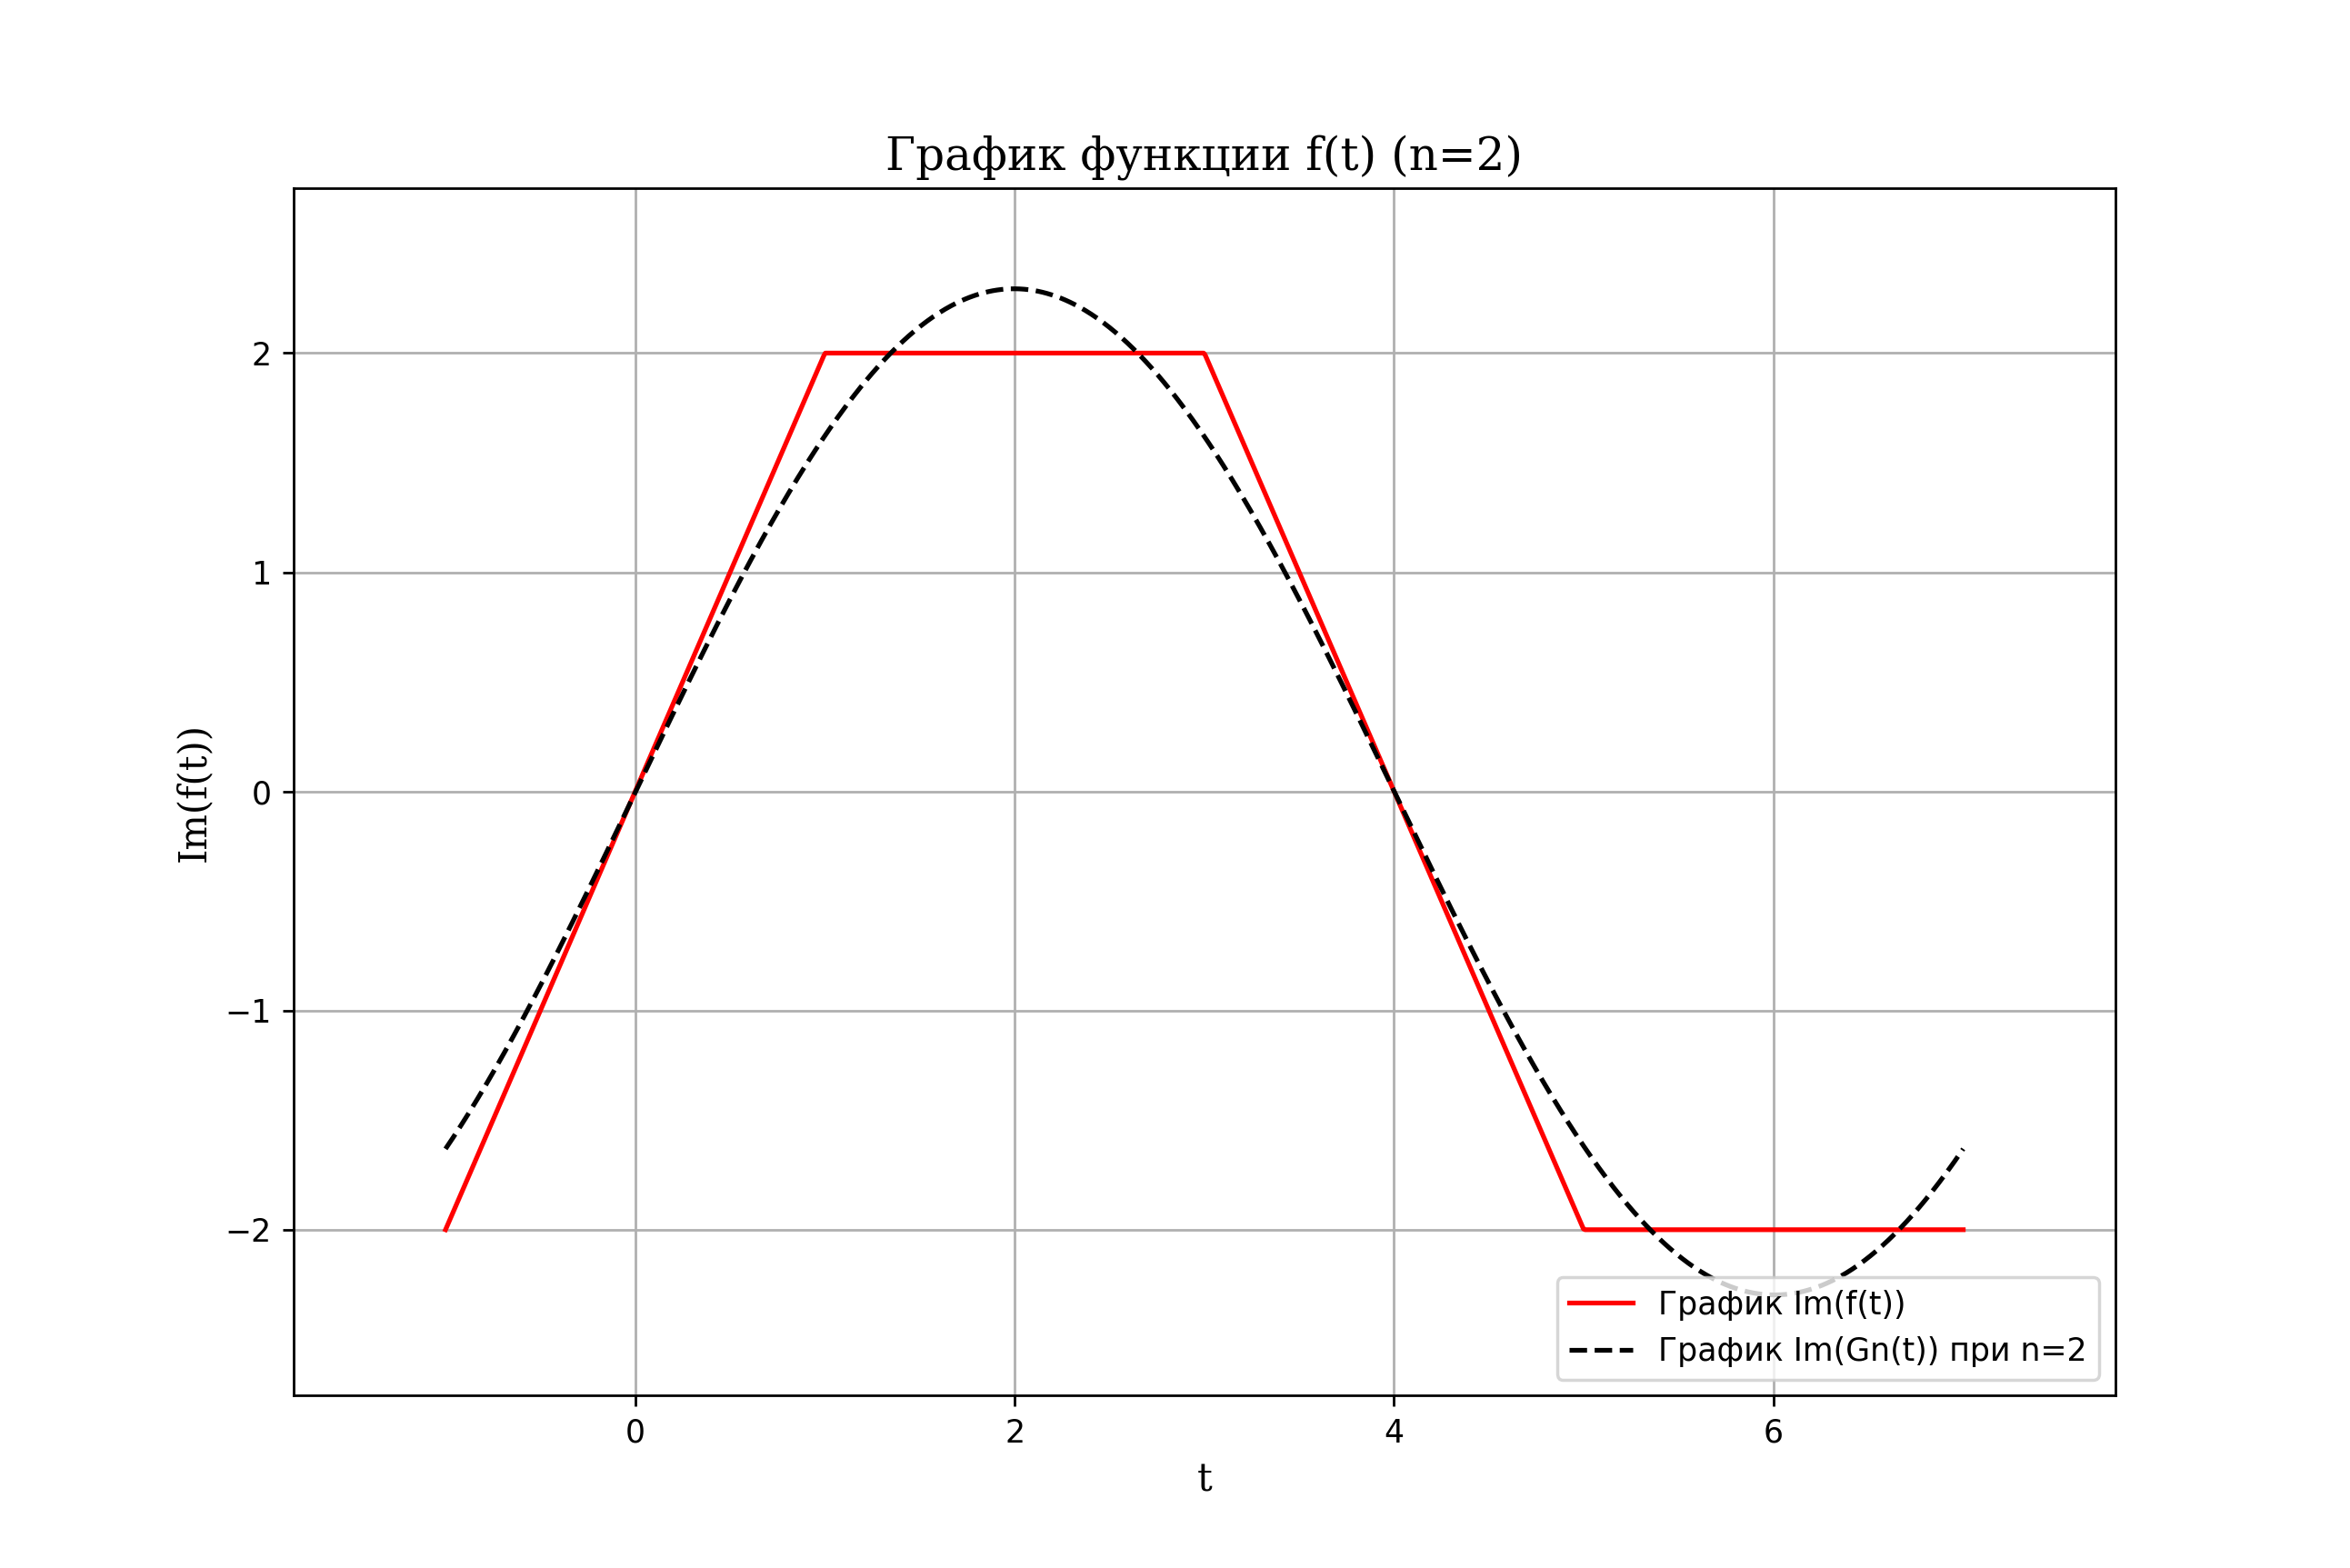 График функции f(t) (n=2)
Im(f(t))
2
1
0
−1
−2
0 2 4 6
t
График Im(f(t))
График Im(Gn(t)) при n=2